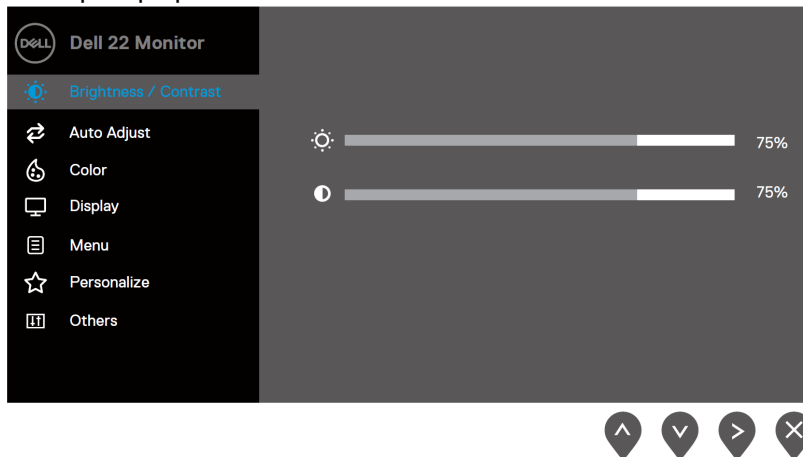 DELL
Dell 22 Monitor
Brightness / Contrast
Auto Adjust
75%
Color
75%
Display
Menu
Personalize
Others